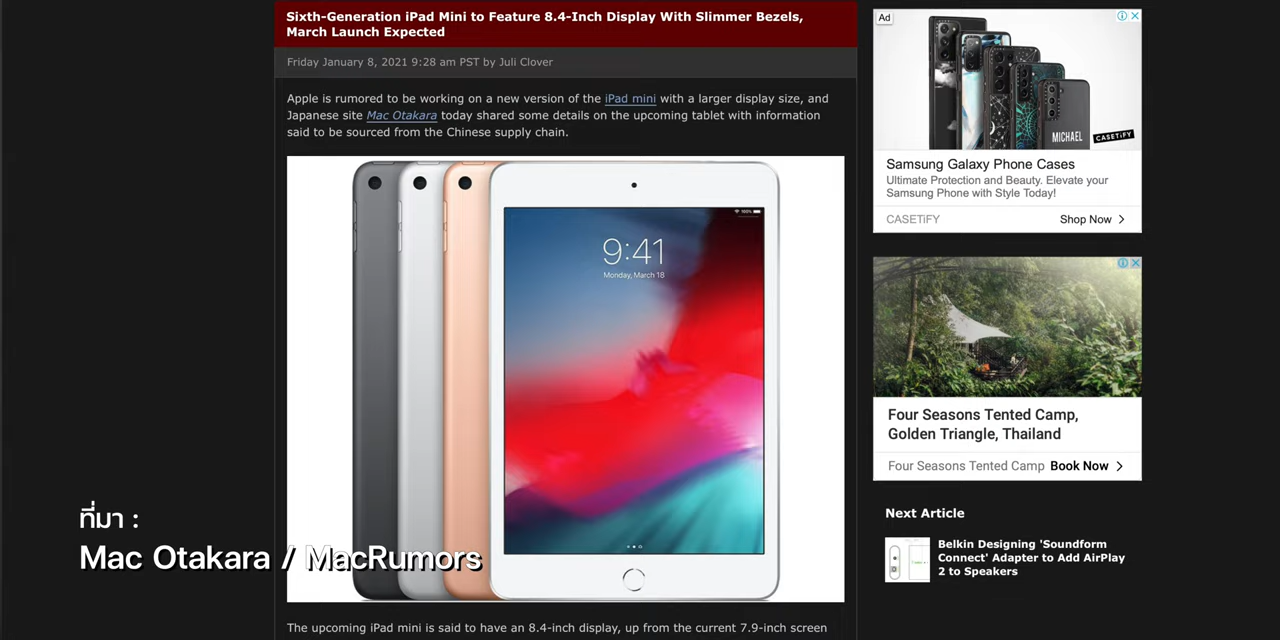 Sixth-Generation iPad Mini to Feature 8.4-Inch Display With Slimmer Bezels,
March Launch Expected
Friday January 8, 2021 9:28 am PST by Juli Clover
Apple is rumored to be working on a new version of the iPad mini with a larger display size, and
Japanese site Mac Otakara today shared some details on the upcoming tablet with information
said to be sourced from the Chinese supply chain.
100%
9:41
Monday, March 18
The upcoming iPad mini is said to have an 8.4-inch display, up from the current 7.9-inch screen
ที่มา :
Mac Otakara / MacRumors
Ad
MICHAEL
CASETiFY
Samsung Galaxy Phone Cases
Ultimate Protection and Beauty. Elevate your
Samsung Phone with Style Today!
CASETiFY
Shop Now
Four Seasons Tented Camp,
Golden Triangle, Thailand
Four Seasons Tented Camp
Book Now
Next Article
Belkin Designing 'Soundform
Connect' Adapter to Add AirPlay
2 to Speakers